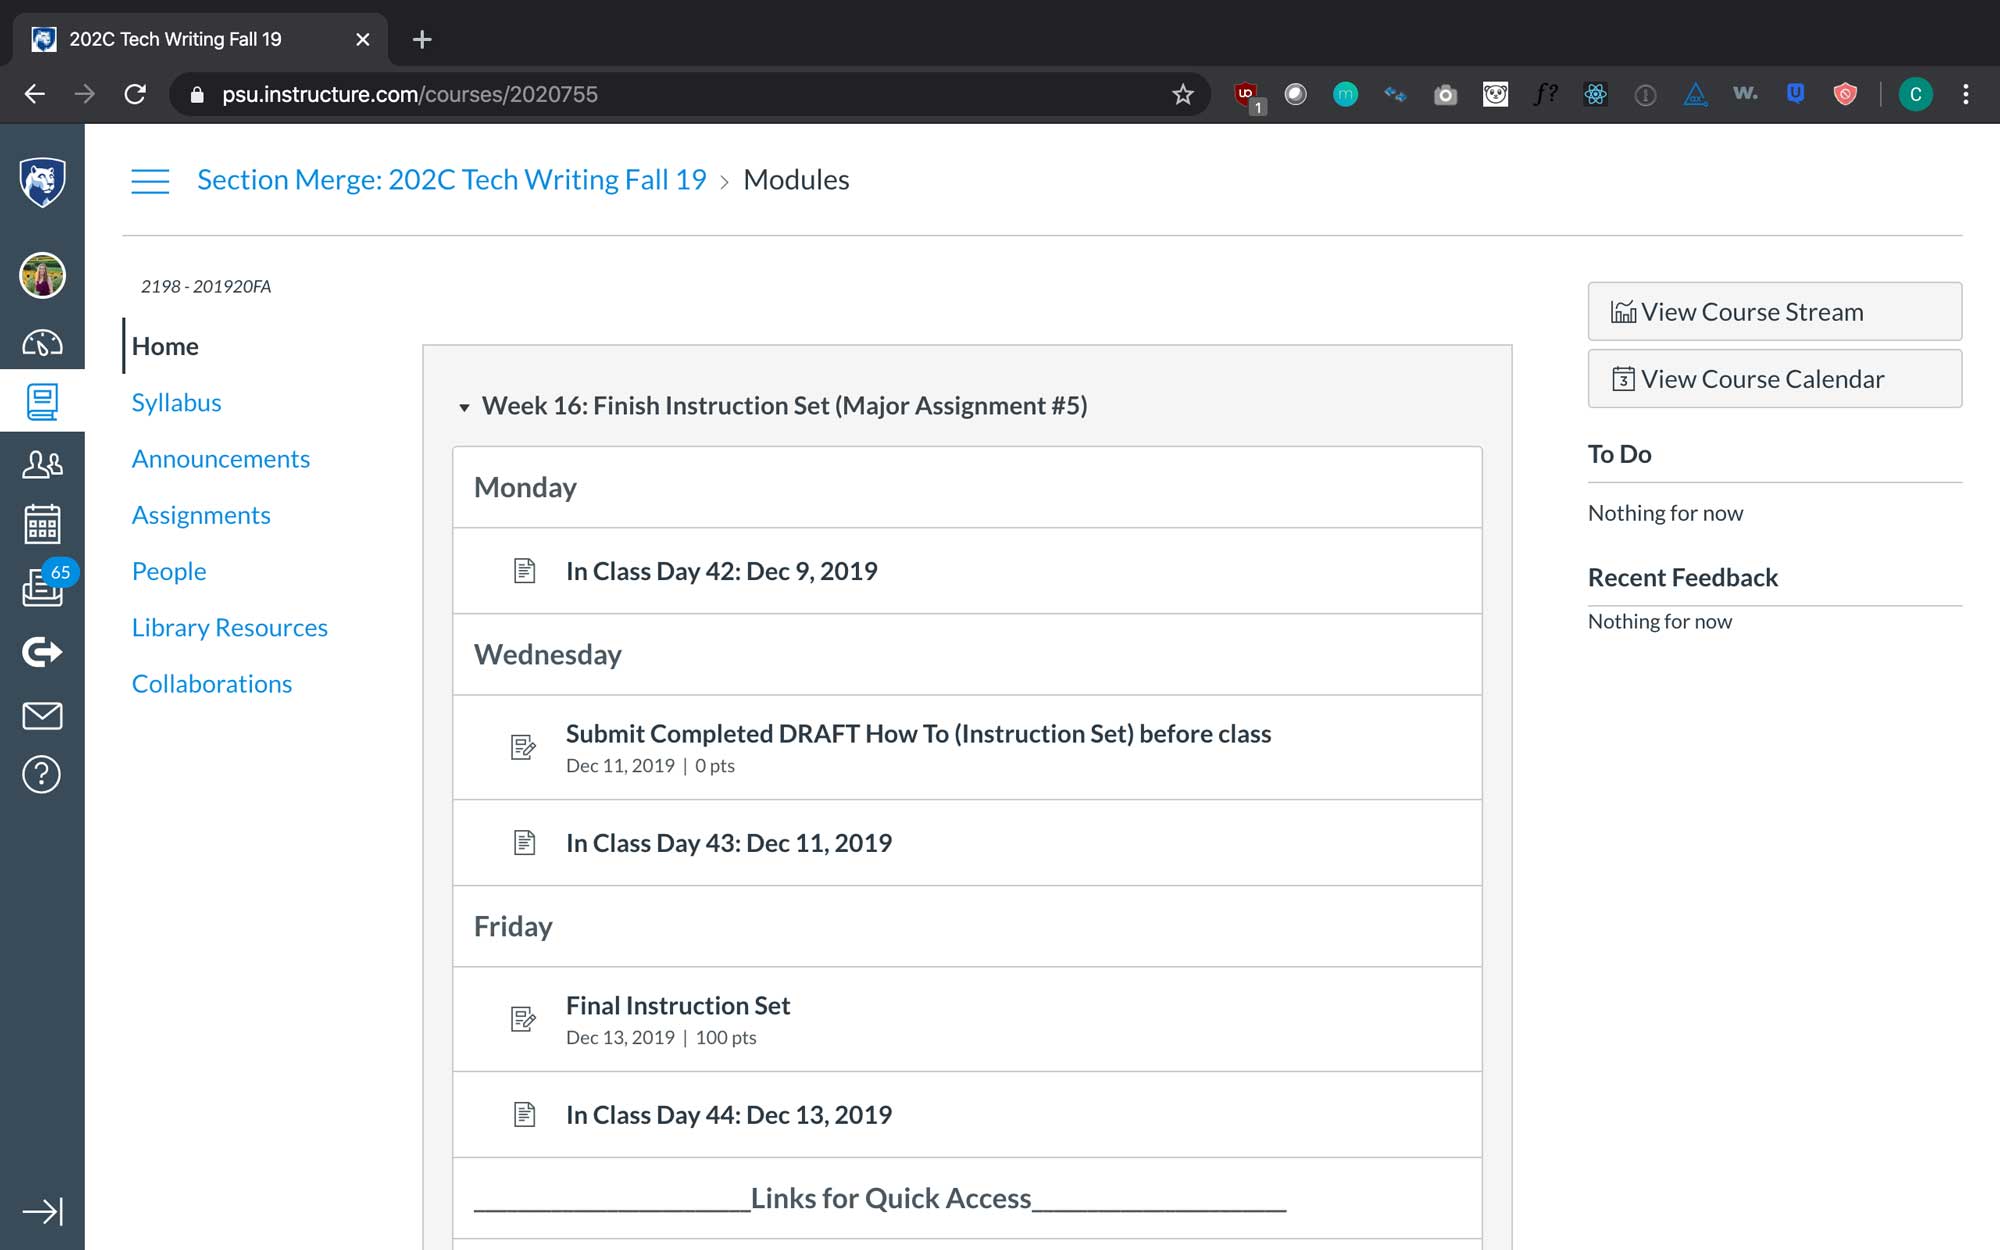 202C Tech Writing Fall 19
psu.instructure.com/courses/2020755
UO
1
m
f?
w.
U
C
Section Merge: 202C Tech Writing Fall 19 > Modules
2198 - 201920FA
Home
Syllabus
Announcements
Assignments
People
Library Resources
Collaborations
65
?
Week 16: Finish Instruction Set (Major Assignment #5)
Monday
In Class Day 42: Dec 9, 2019
Wednesday
Submit Completed DRAFT How To (Instruction Set) before class
Dec 11, 2019 | 0 pts
In Class Day 43: Dec 11, 2019
Friday
Final Instruction Set
Dec 13, 2019 | 100 pts
In Class Day 44: Dec 13, 2019
______________________Links for Quick Access____________________
View Course Stream
3 View Course Calendar
To Do
Nothing for now
Recent Feedback
Nothing for now